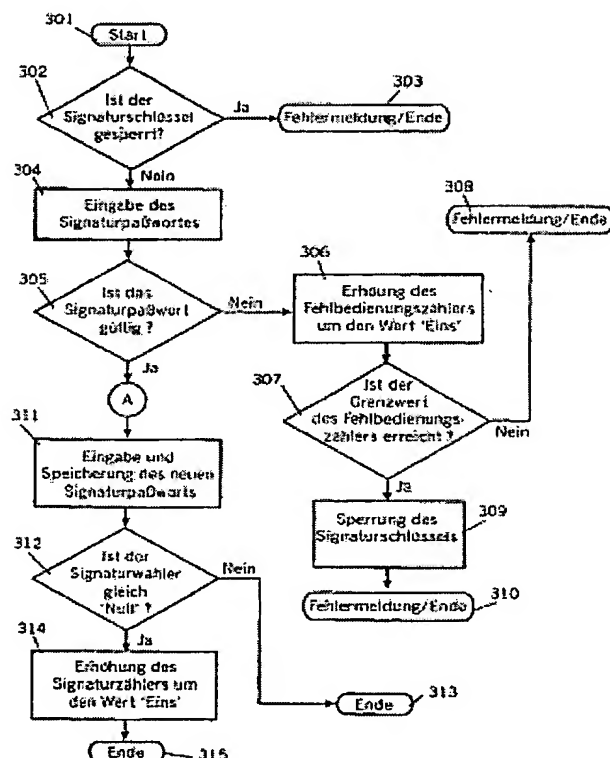 301
Start
302
Ist der
Signaturschlüssel
gesperrt?
Ja
303
Fehlermeldung/Ende
Nein
304
Eingabe des
Signaturpaßwortes
305
Ist das
Signaturpaßwort
gültig ?
Nein
Ja
306
Erhöung des
Fehlbedienungszählers
um den Wert 'Eins'
308
Fehlermeldung/Ende
307
Ist der
Grenzwert
des Fehlbedienungs-
zählers erreicht ?
Nein
Ja
309
Sperrung des
Signaturschlüssels
310
Fehlermeldung/Ende
A
311
Eingabe und
Speicherung des neuen
Signaturpaßworts
312
Ist der
Signaturwähler
gleich
'Null' ?
Nein
Ja
313
Ende
314
Erhöhung des
Signaturzählers um
den Wert 'Eins'
Ende
315